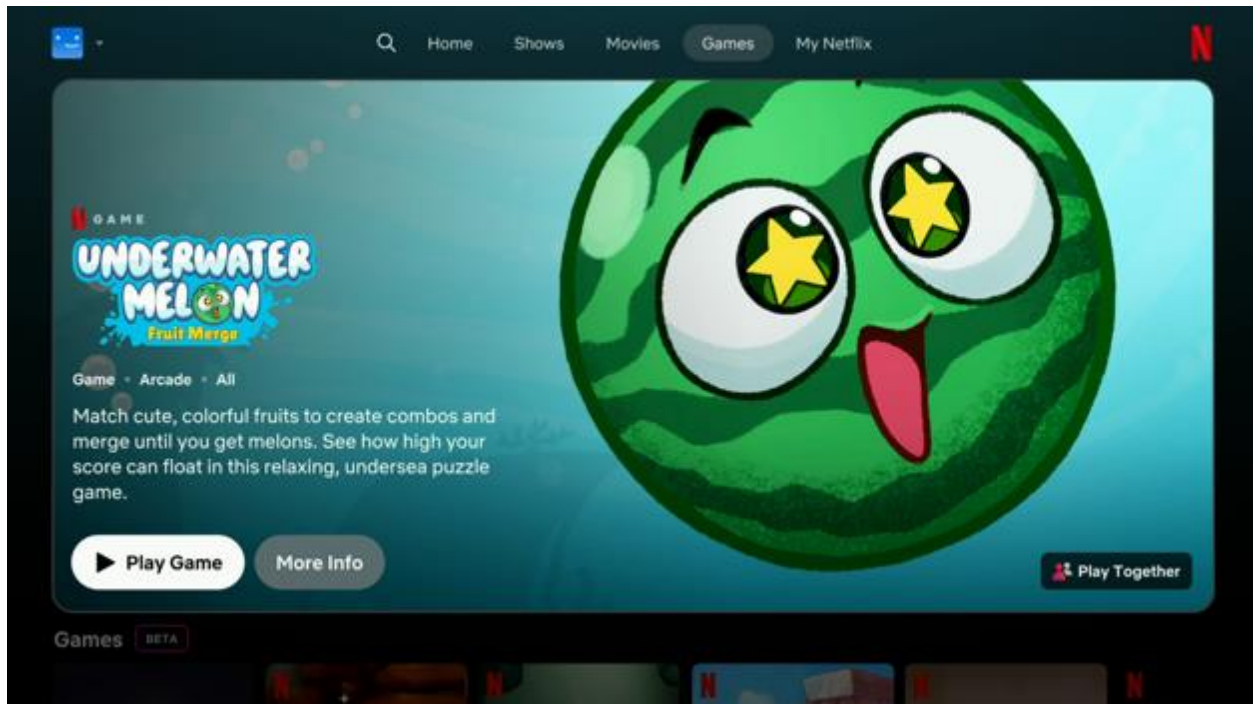 Home Shows Movies Games My Netflix
N
N GAME
UNDERWATER
MELON
Fruit Merge
Game • Arcade • All
Match cute, colorful fruits to create combos and
merge until you get melons. See how high your
score can float in this relaxing, undersea puzzle
game.
Play Game More Info
Play Together
Games BETA
N N N N N